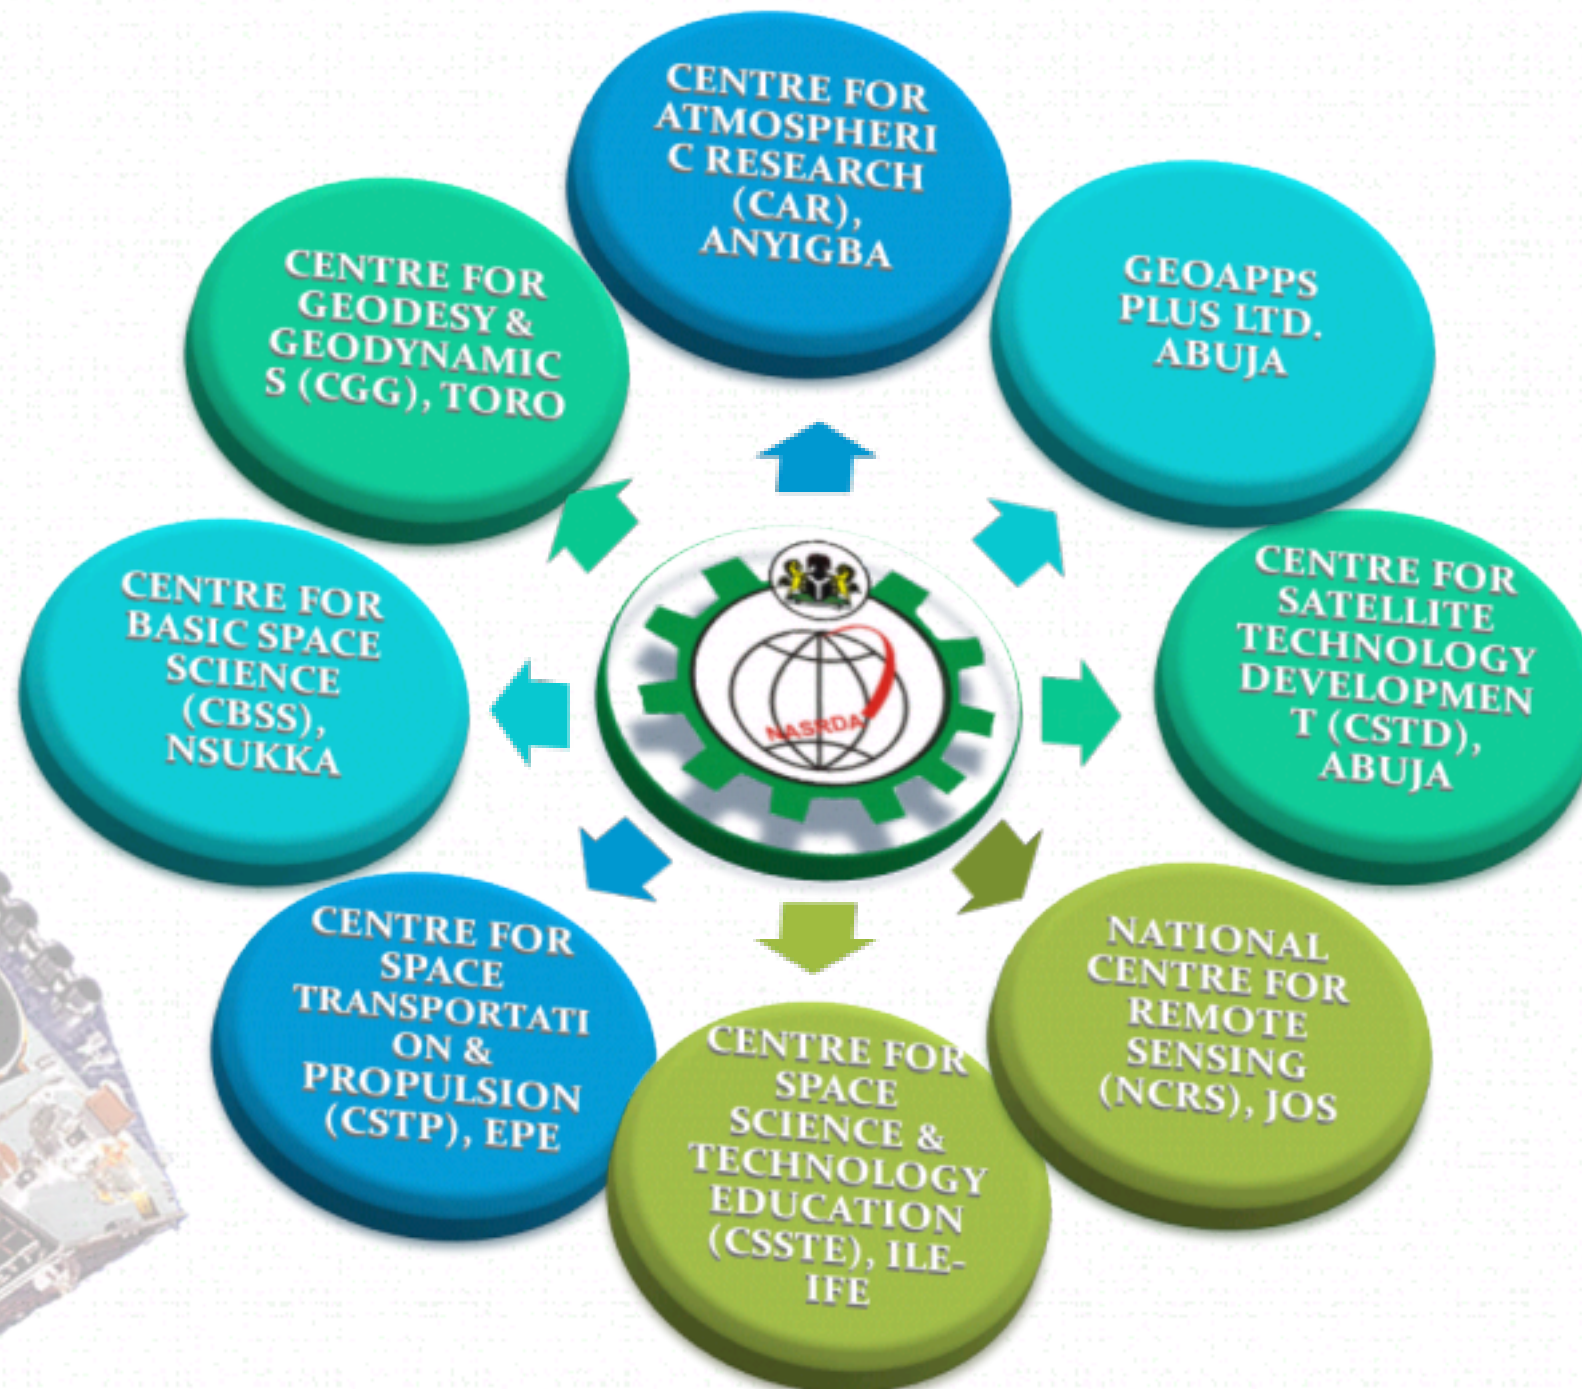 CENTRE FOR
ATMOSPHERI
C RESEARCH
(CAR),
ANYIGBA
GEOAPPS
PLUS LTD.
ABUJA
CENTRE FOR
SATELLITE
TECHNOLOGY
DEVELOPMEN
T (CSTD),
ABUJA
NATIONAL
CENTRE FOR
REMOTE
SENSING
(NCRS), JOS
CENTRE FOR
SPACE
SCIENCE &
TECHNOLOGY
EDUCATION
(CSSTE), ILE-
IFE
CENTRE FOR
SPACE
TRANSPORTATI
ON &
PROPULSION
(CSTP), EPE
CENTRE FOR
BASIC SPACE
SCIENCE
(CBSS),
NSUKKA
CENTRE FOR
GEODESY &
GEODYNAMIC
S (CGG), TORO
NASRDA